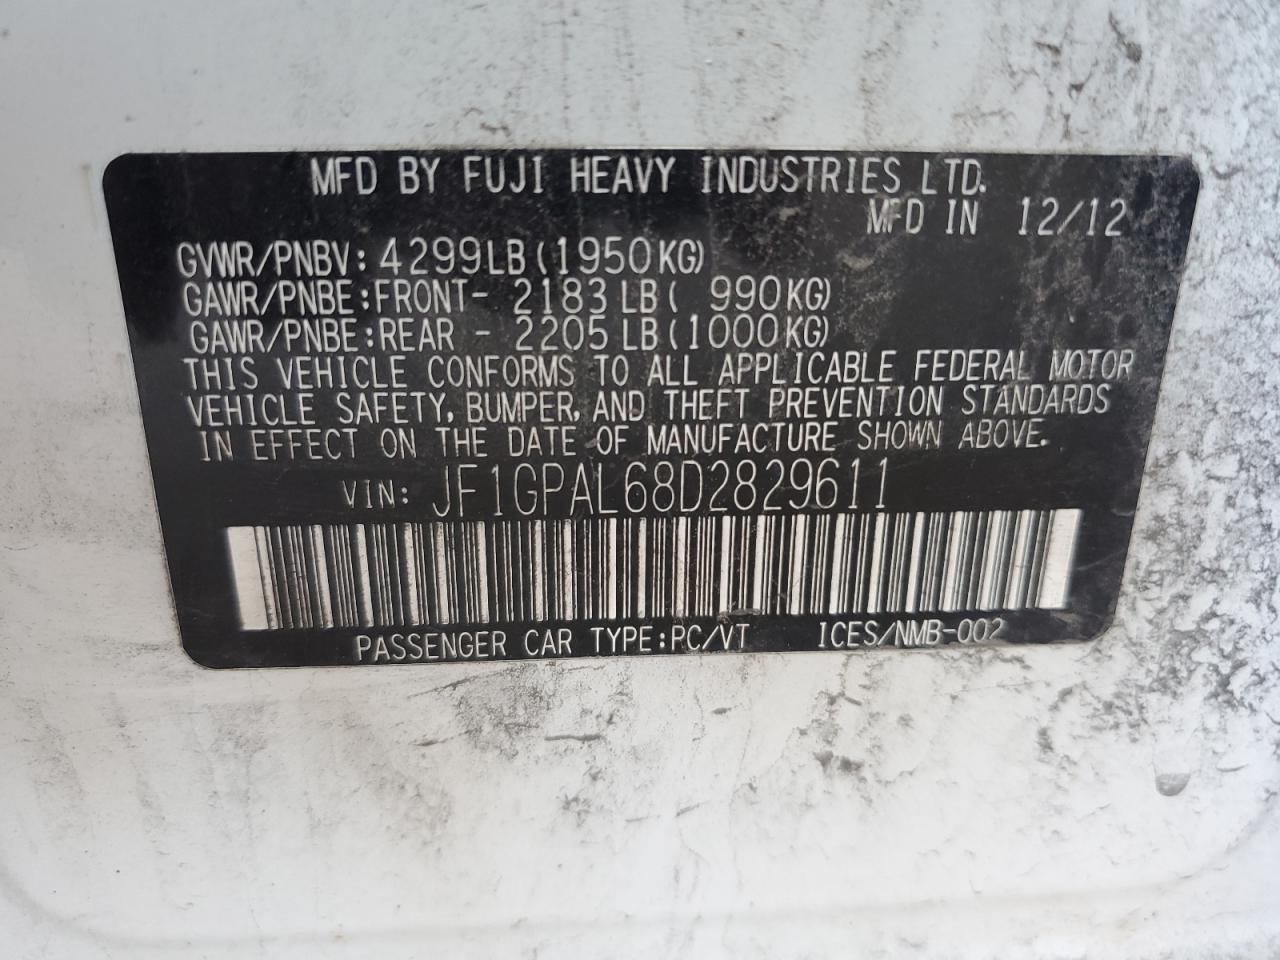 MFD BY FUJI HEAVY INDUSTRIES LTD.
MFD IN 12/12
GVWR/PNBV: 4299LB (1950KG)
GAWR/PNBE:FRONT- 2183 LB ( 990KG)
GAWR/PNBE:REAR - 2205 LB (1000KG)
THIS VEHICLE CONFORMS TO ALL APPLICABLE FEDERAL MOTOR
VEHICLE SAFETY, BUMPER, AND THEFT PREVENTION STANDARDS
IN EFFECT ON THE DATE OF MANUFACTURE SHOWN ABOVE.
VIN: JF1GPAL68D2829611
PASSENGER CAR TYPE:PC/VT ICES/NMB-002